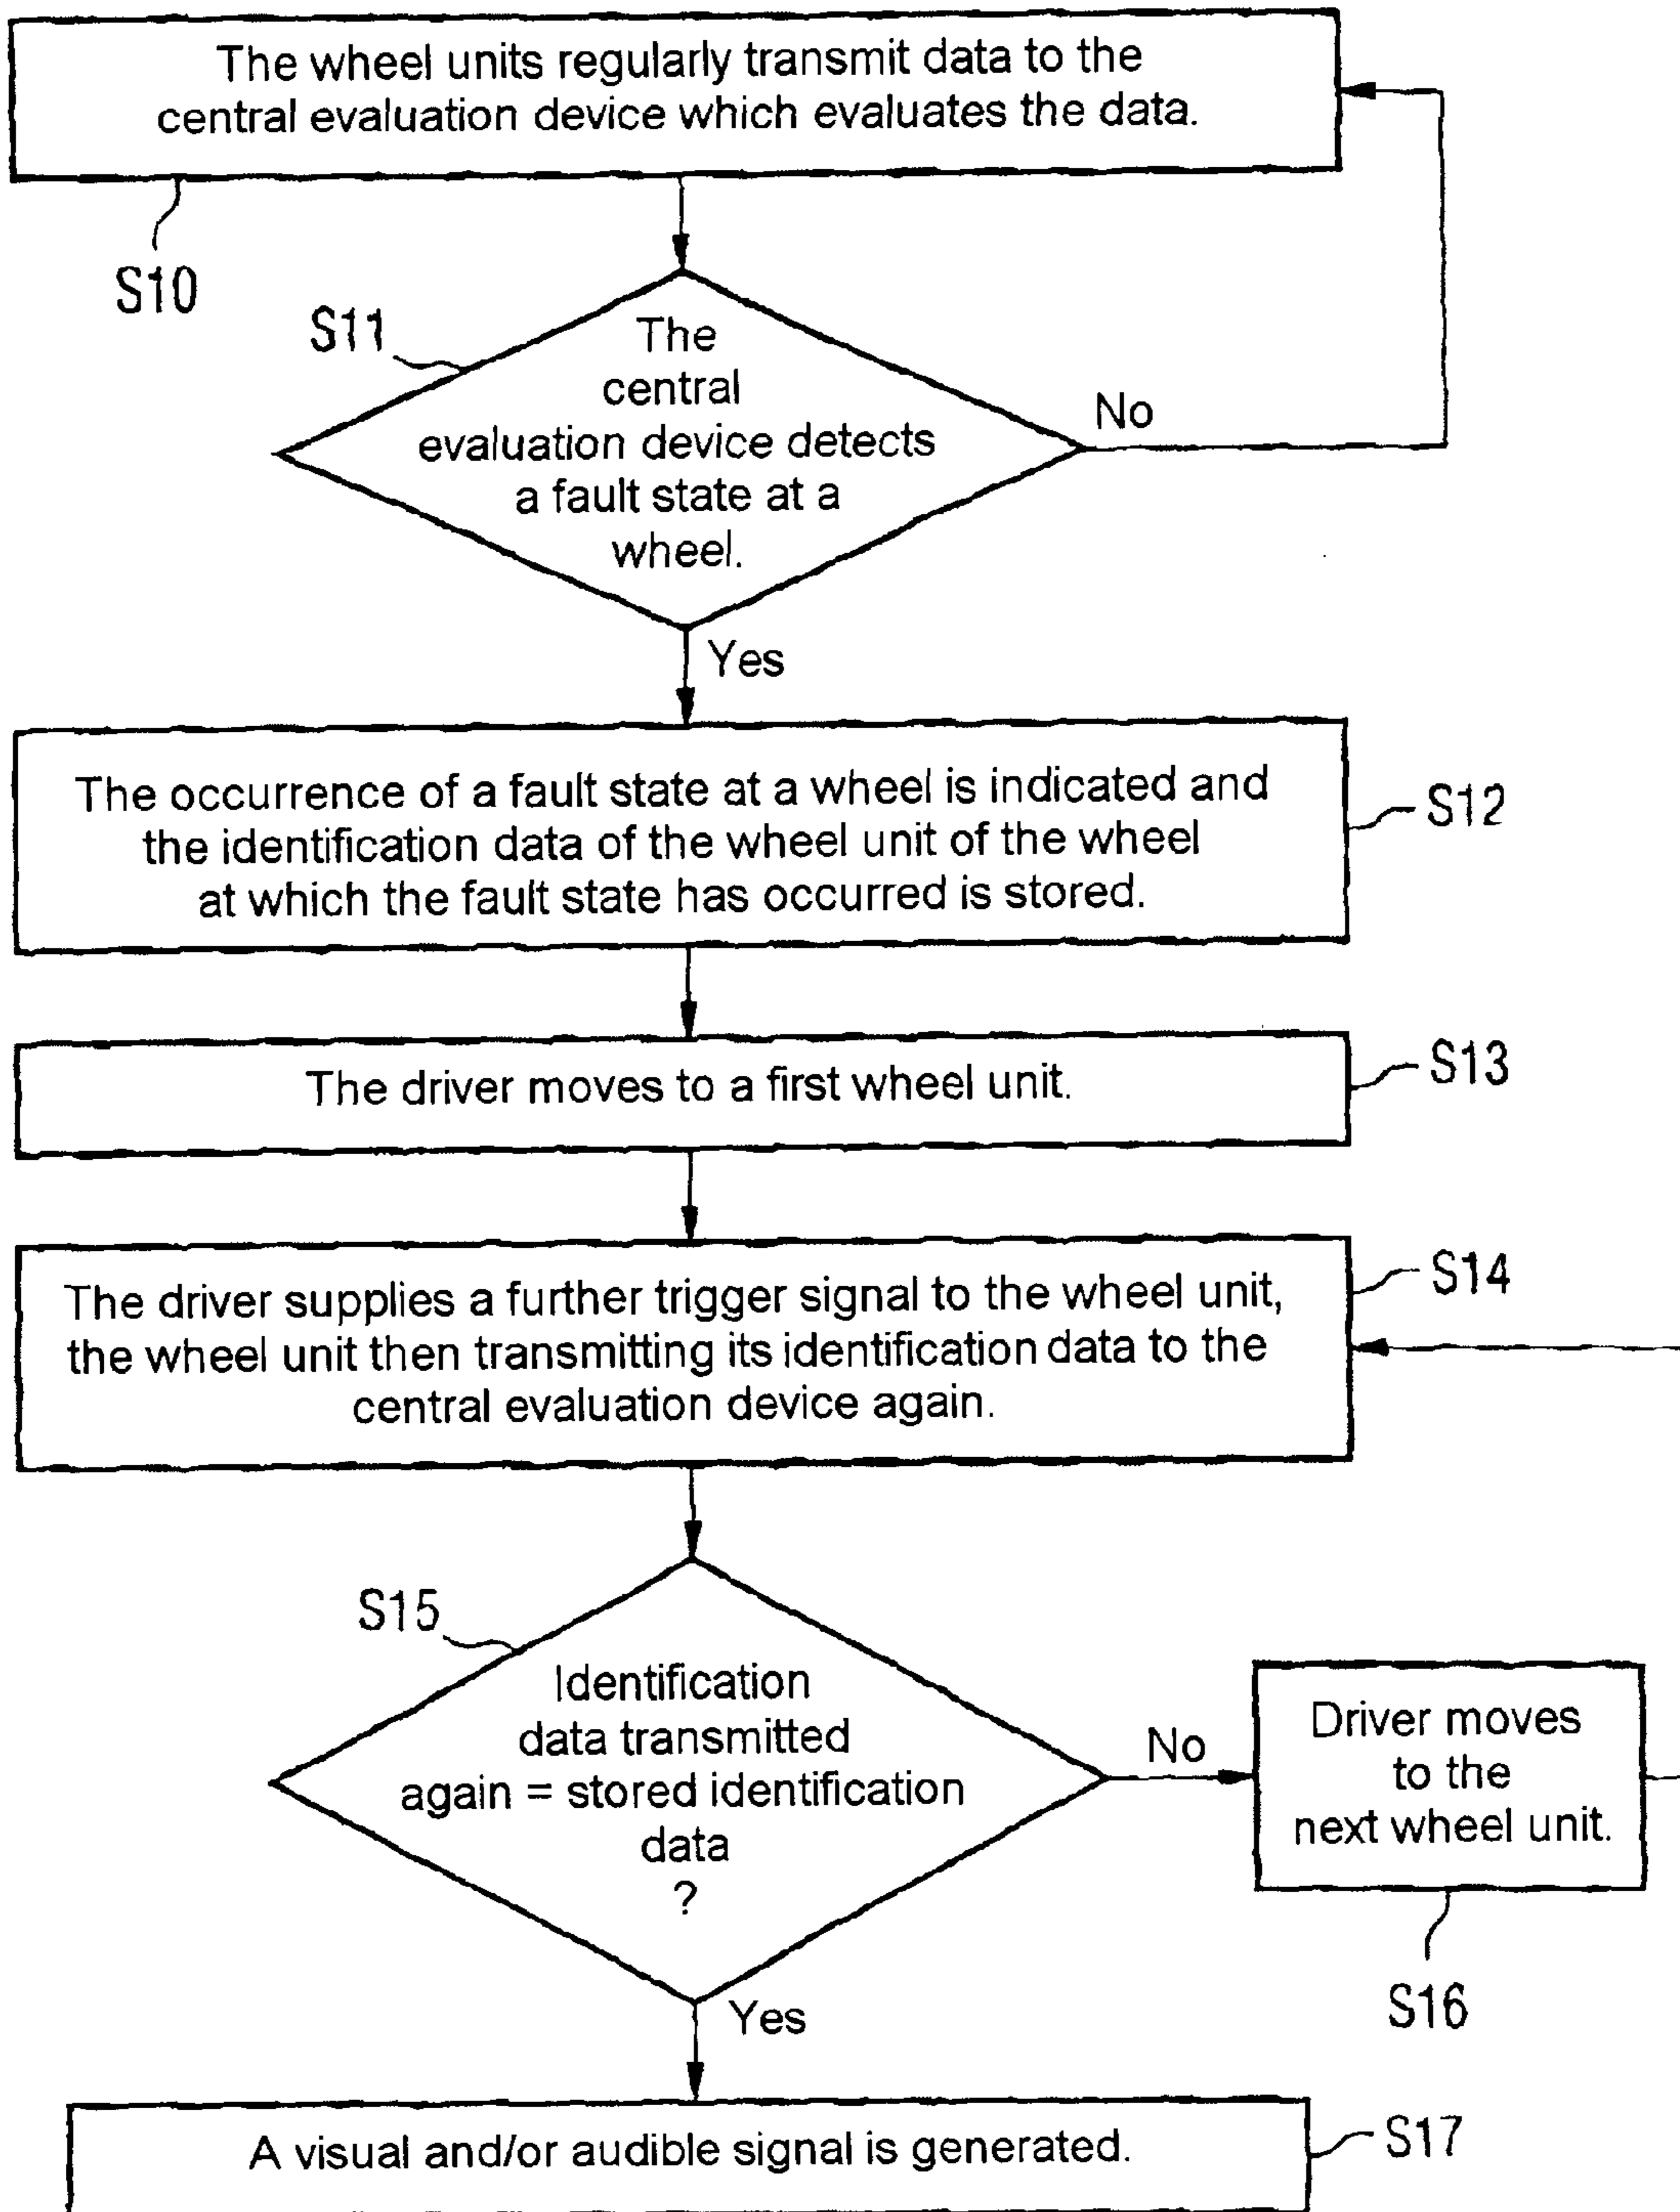 The wheel units regularly transmit data to the
central evaluation device which evaluates the data.
S10
S11
The
central
evaluation device detects
a fault state at a
wheel.
No
Yes
The occurrence of a fault state at a wheel is indicated and
the identification data of the wheel unit of the wheel
at which the fault state has occurred is stored.
S12
The driver moves to a first wheel unit.
S13
The driver supplies a further trigger signal to the wheel unit,
the wheel unit then transmitting its identification data to the
central evaluation device again.
S14
S15
Identification
data transmitted
again = stored identification
data
?
No
Driver moves
to the
next wheel unit.
S16
Yes
A visual and/or audible signal is generated.
S17